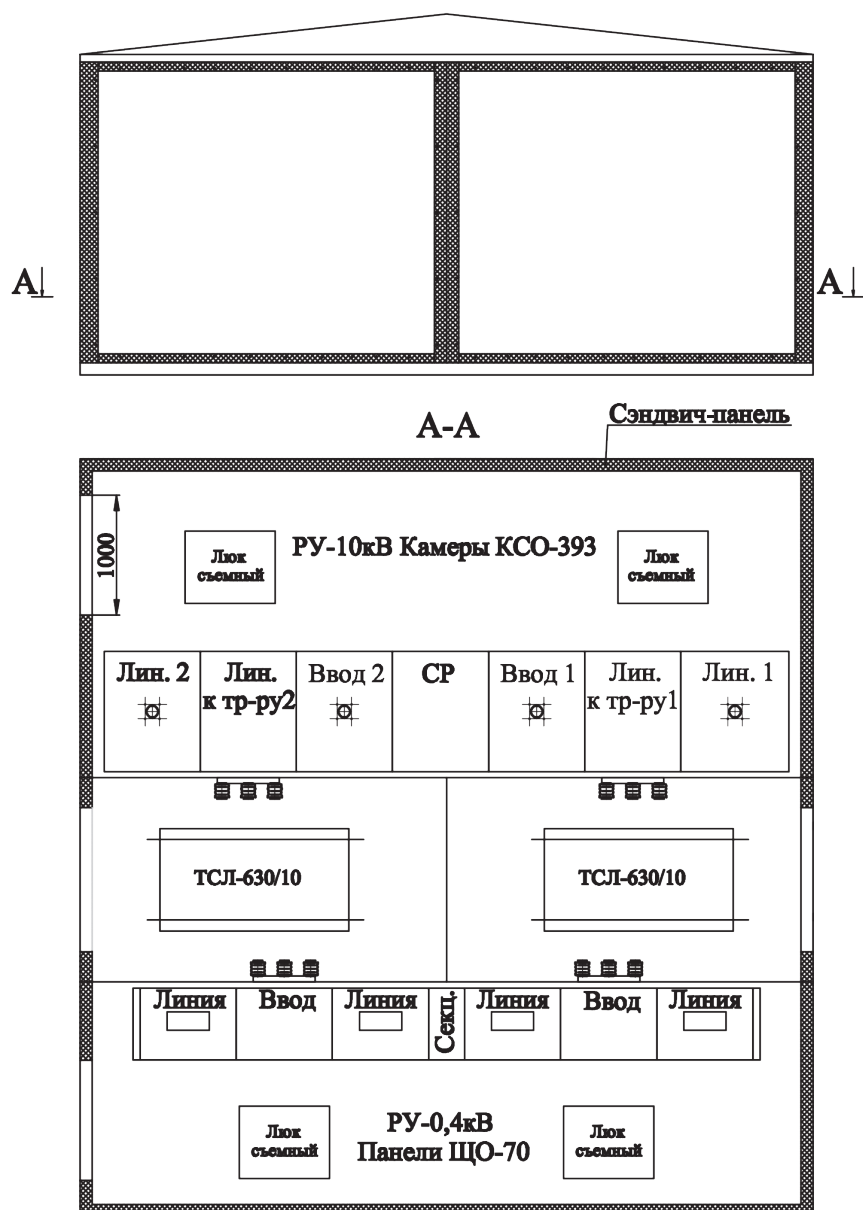 А
А
А-А
Сэндвич-панель
1000
Люк
съемный
РУ-10кВ Камеры КСО-393
Люк
съемный
Лин. 2
Лин.
к тр-ру2
Ввод 2
СР
Ввод 1
Лин.
к тр-ру1
Лин. 1
ТСЛ-630/10
ТСЛ-630/10
Линия
Ввод
Линия
Секц.
Линия
Ввод
Линия
Люк
съемный
РУ-0,4кВ
Панели ЩО-70
Люк
съемный